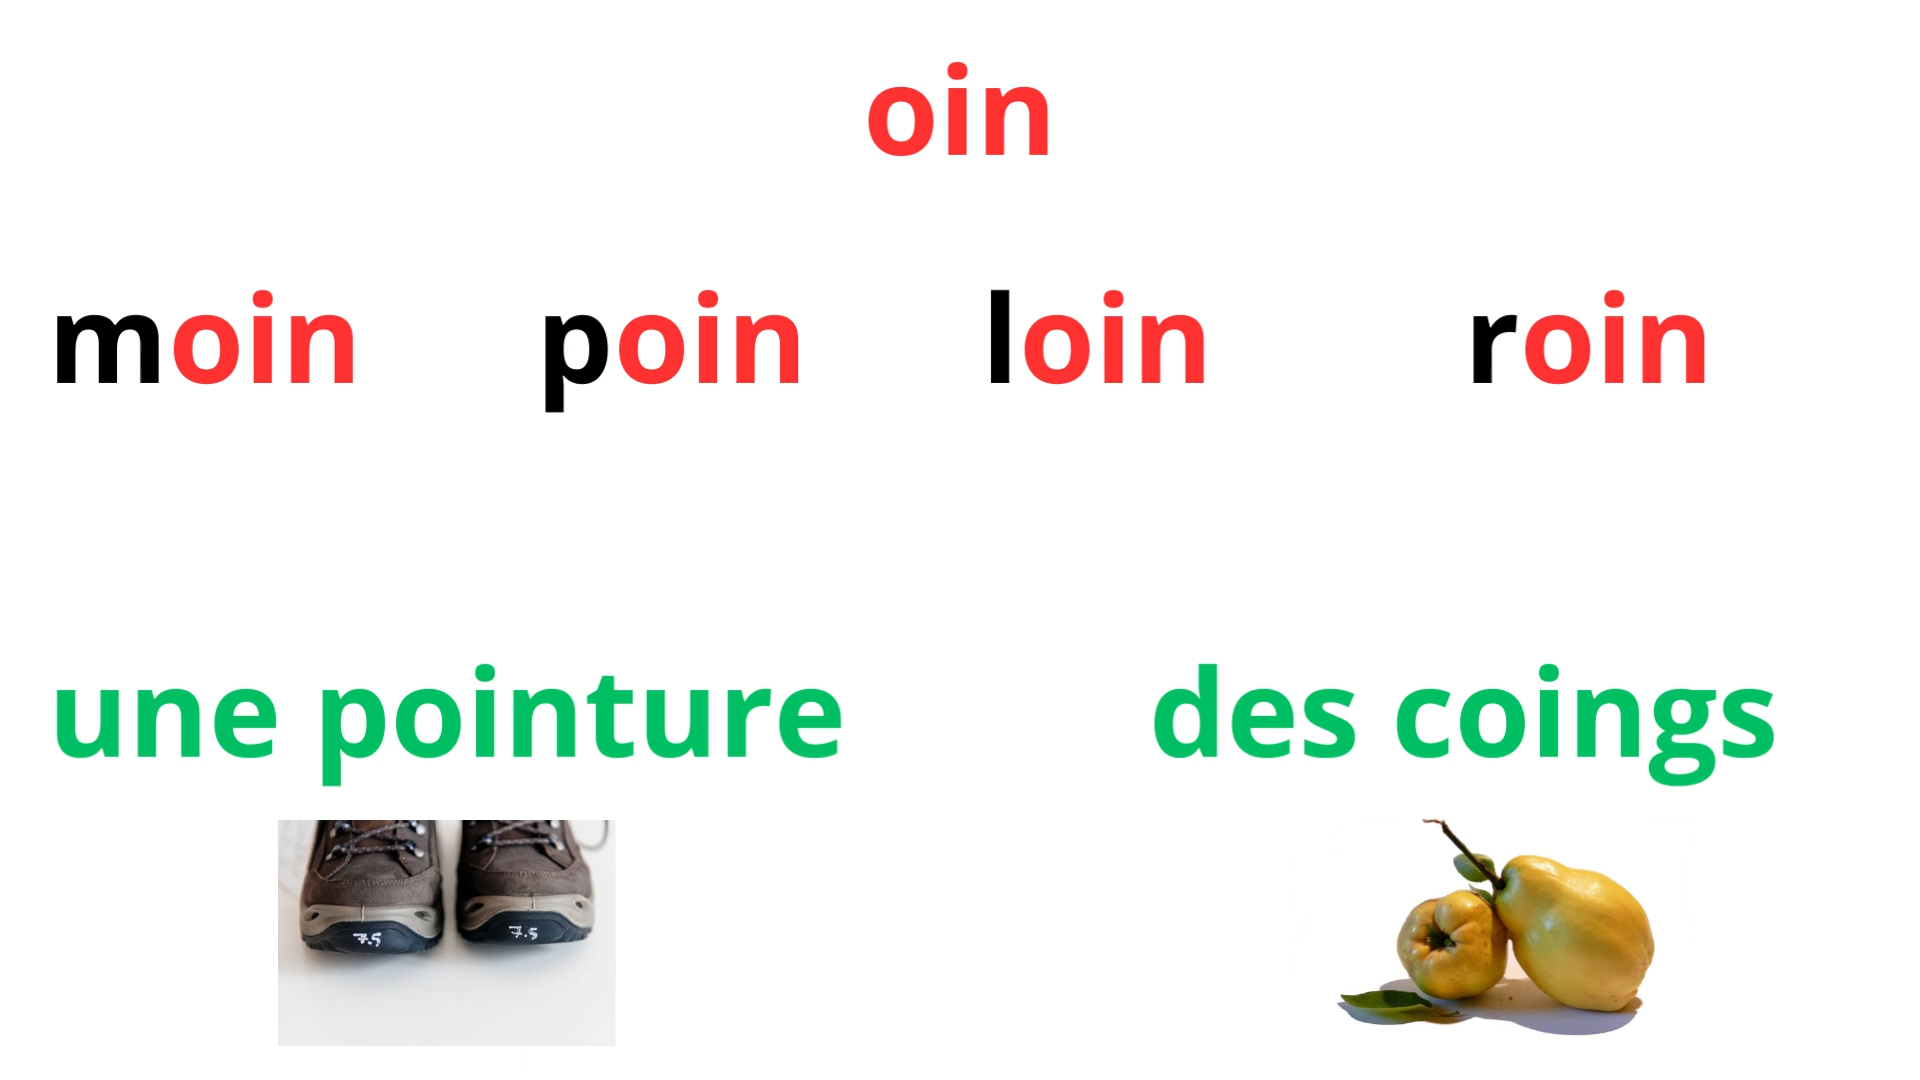 oin
moin poin loin roin
une pointure des coings
7.5 7.5